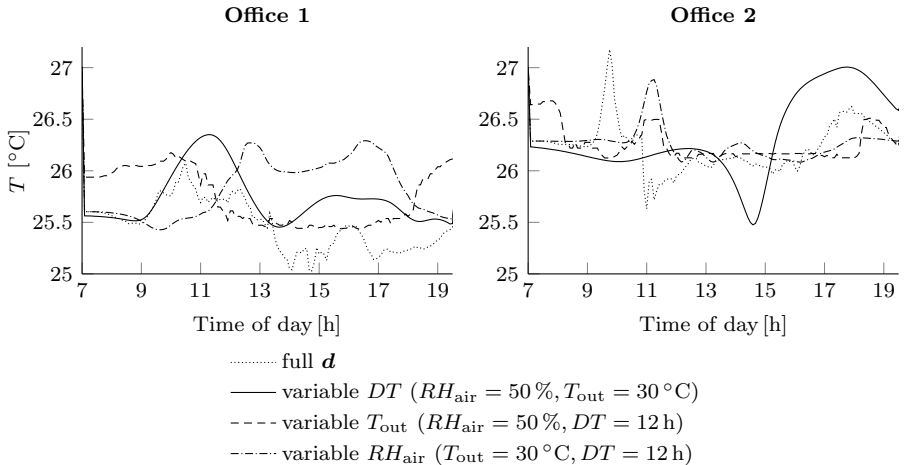 Office 1
Office 2
T [°C]
27
26.5
26
25.5
25
7 9 11 13 15 17 19
Time of day [h]
27
26.5
26
25.5
25
7 9 11 13 15 17 19
Time of day [h]
full d
variable DT (RH_air = 50 %, T_out = 30 °C)
variable T_out (RH_air = 50 %, DT = 12 h)
variable RH_air (T_out = 30 °C, DT = 12 h)